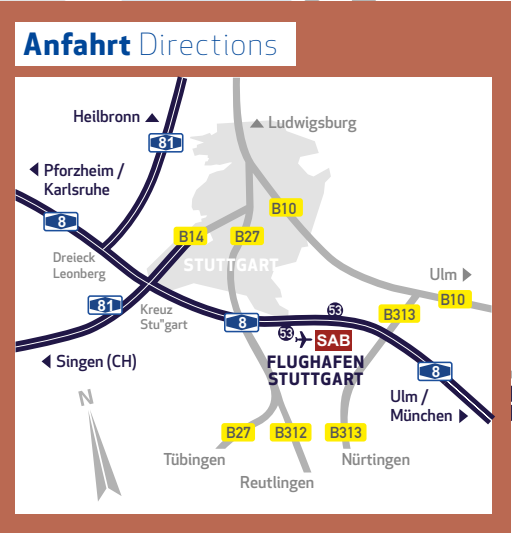 Anfahrt Directions
Heilbronn
Ludwigsburg
81
Pforzheim /
Karlsruhe
8
B10
B14
B27
Dreieck
Leonberg
STUTTGART
Ulm
B10
81
Kreuz
Stu"gart
8
53
B313
53
SAB
FLUGHAFEN
STUTTGART
Singen (CH)
8
Ulm /
München
N
B27
B312
B313
Tübingen
Nürtingen
Reutlingen